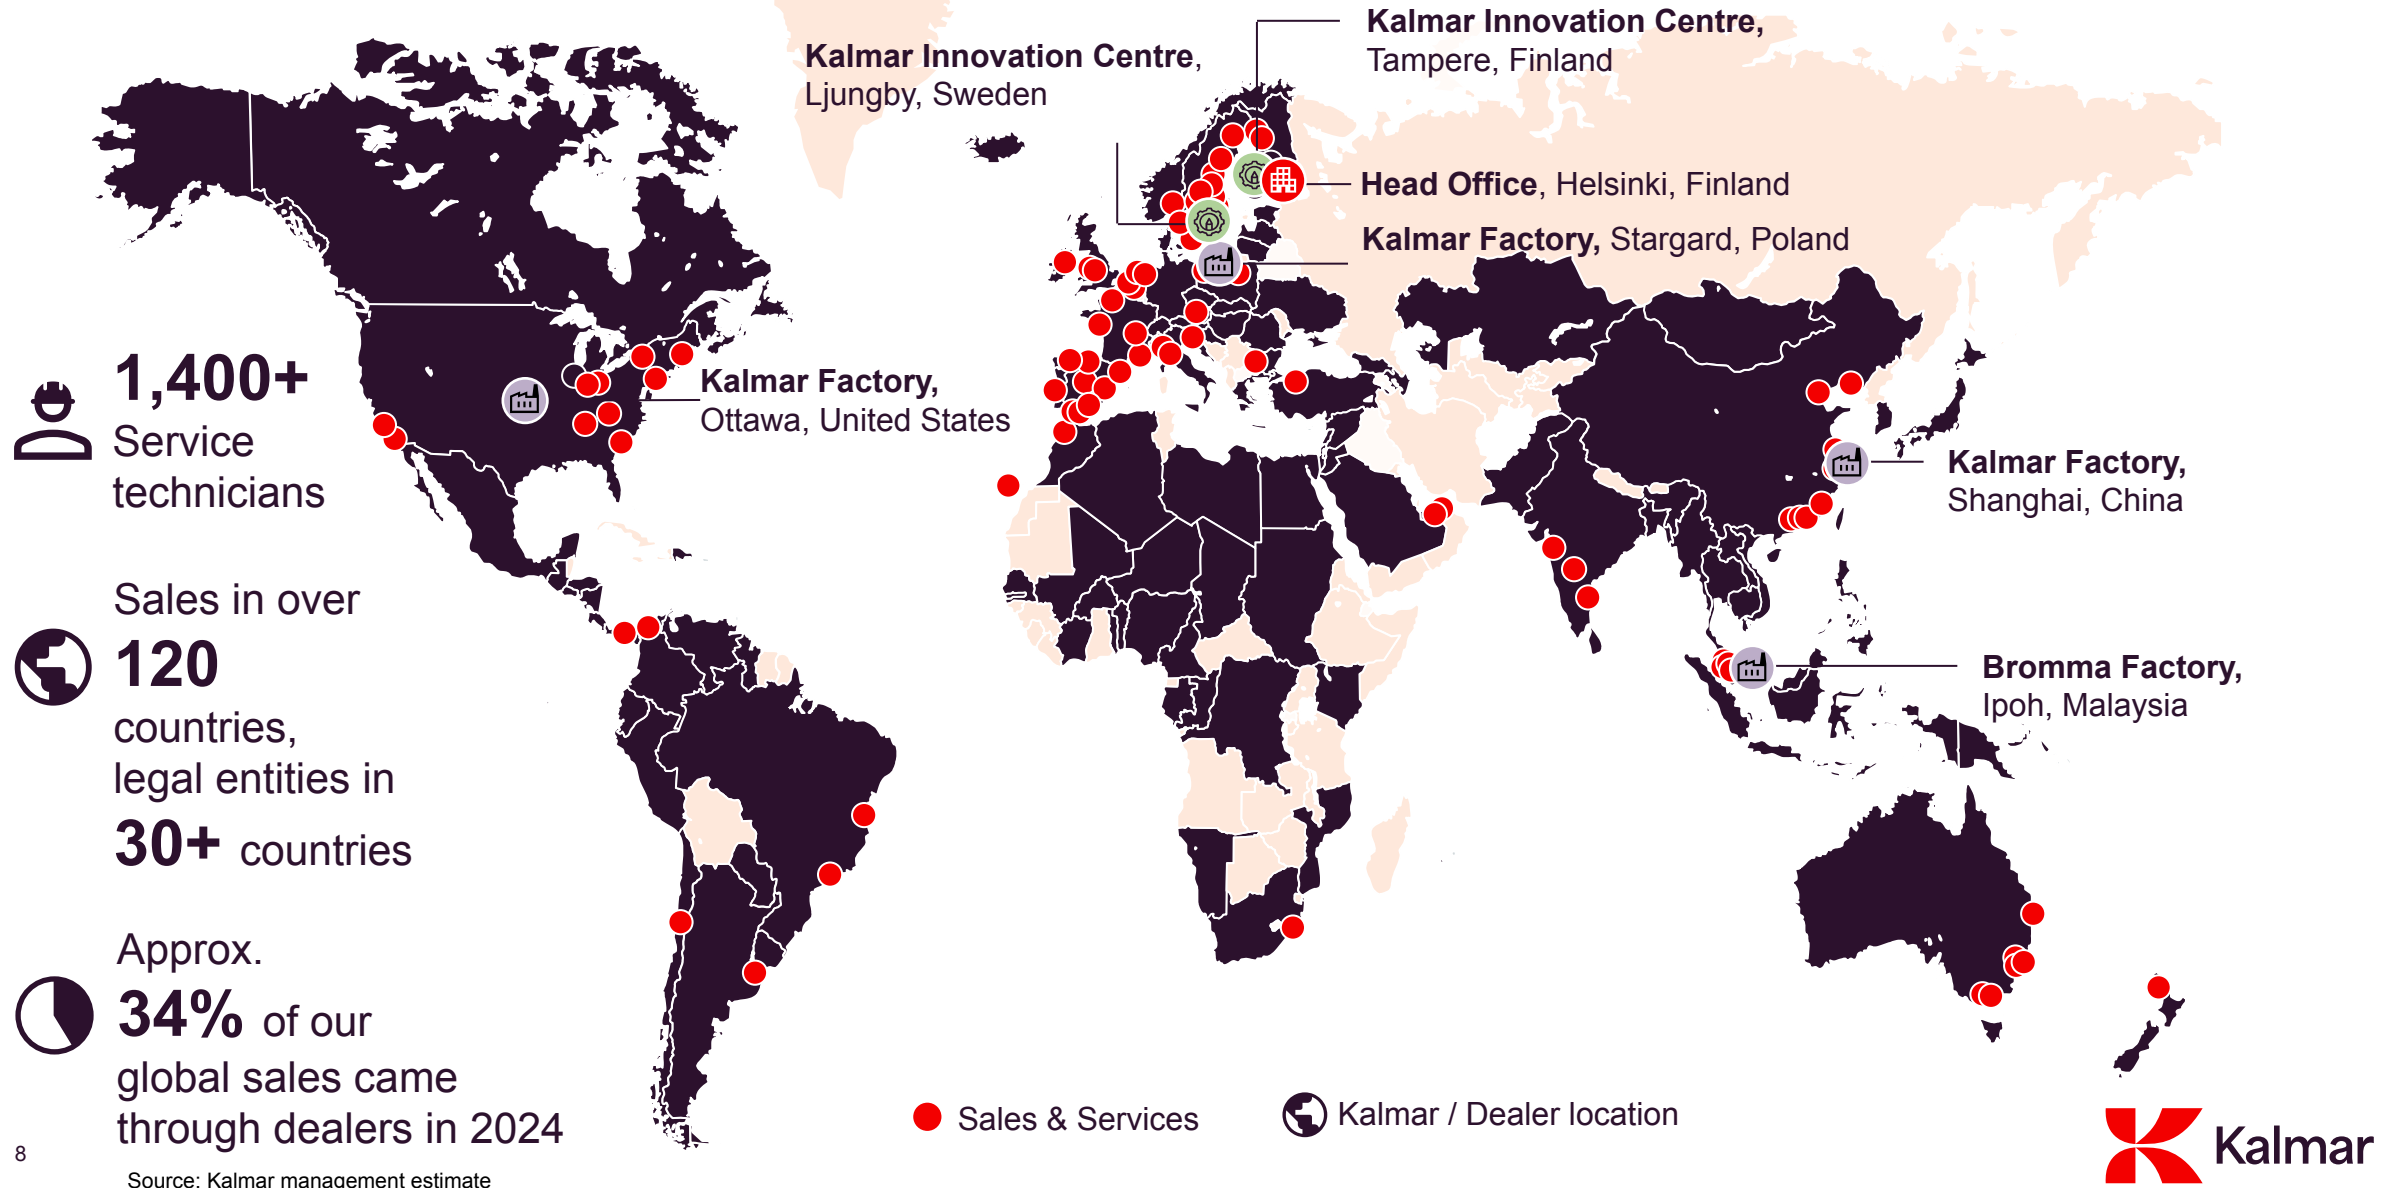 Kalmar Innovation Centre,
Tampere, Finland
Kalmar Innovation Centre,
Ljungby, Sweden
Head Office, Helsinki, Finland
Kalmar Factory, Stargard, Poland
1,400+
Service
technicians
Kalmar Factory,
Ottawa, United States
Kalmar Factory,
Shanghai, China
Sales in over
120
countries,
legal entities in
30+ countries
Bromma Factory,
Ipoh, Malaysia
Approx.
34% of our
global sales came
through dealers in 2024
Sales & Services
Kalmar / Dealer location
Kalmar
8
Source: Kalmar management estimate